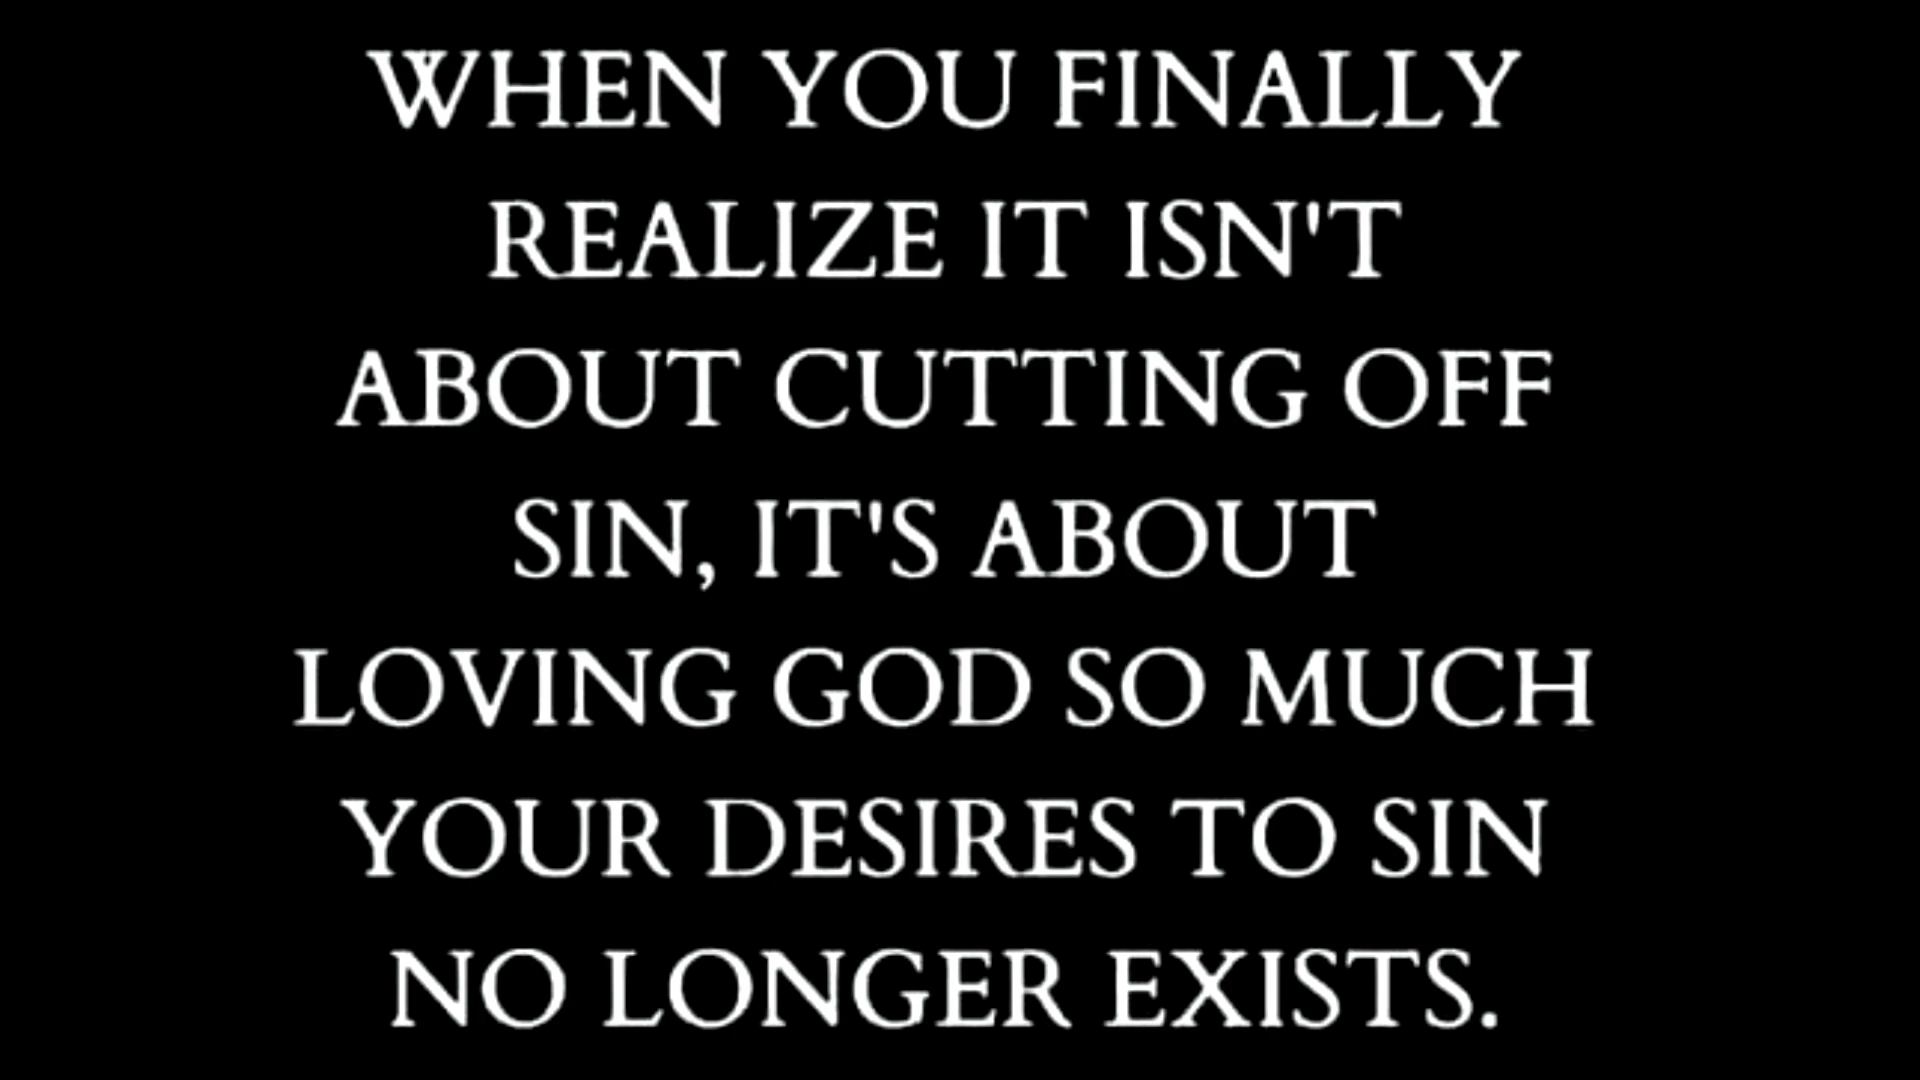 WHEN YOU FINALLY
REALIZE IT ISN'T
ABOUT CUTTING OFF
SIN, IT'S ABOUT
LOVING GOD SO MUCH
YOUR DESIRES TO SIN
NO LONGER EXISTS.